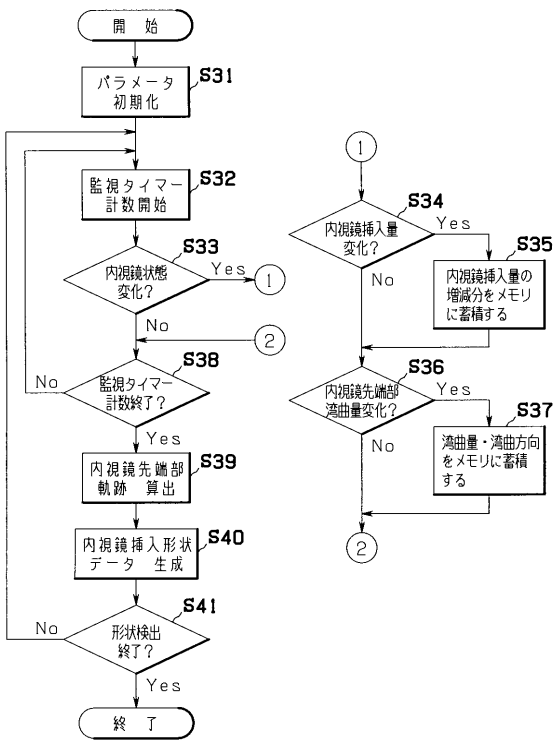 開 始
S31
パラメータ
初期化
S32
監視タイマー
計数開始
S33
内視鏡状態
変化?
Yes
1
No
2
S38
監視タイマー
計数終了?
No
Yes
S39
内視鏡先端部
軌跡 算出
S40
内視鏡挿入形状
データ 生成
S41
形状検出
終了?
No
Yes
終 了
1
S34
内視鏡挿入量
変化?
Yes
No
S35
内視鏡挿入量の
増減分をメモリ
に蓄積する
S36
内視鏡先端部
湾曲量変化?
Yes
No
S37
湾曲量・湾曲方向
をメモリに蓄積
する
2